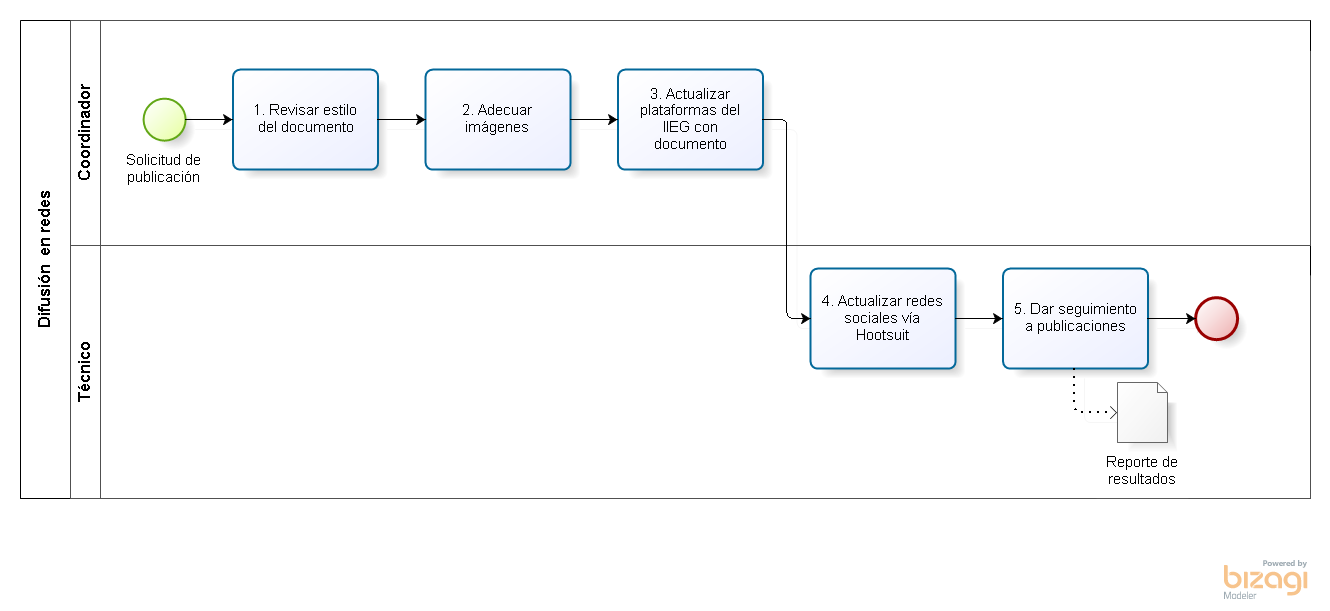 Difusión en redes
Coordinador
Solicitud de
publicación
1. Revisar estilo
del documento
2. Adecuar
imágenes
3. Actualizar
plataformas del
IIEG con
documento
Técnico
4. Actualizar redes
sociales vía
Hootsuit
5. Dar seguimiento
a publicaciones
Reporte de
resultados
Powered by
bizagi
Modeler